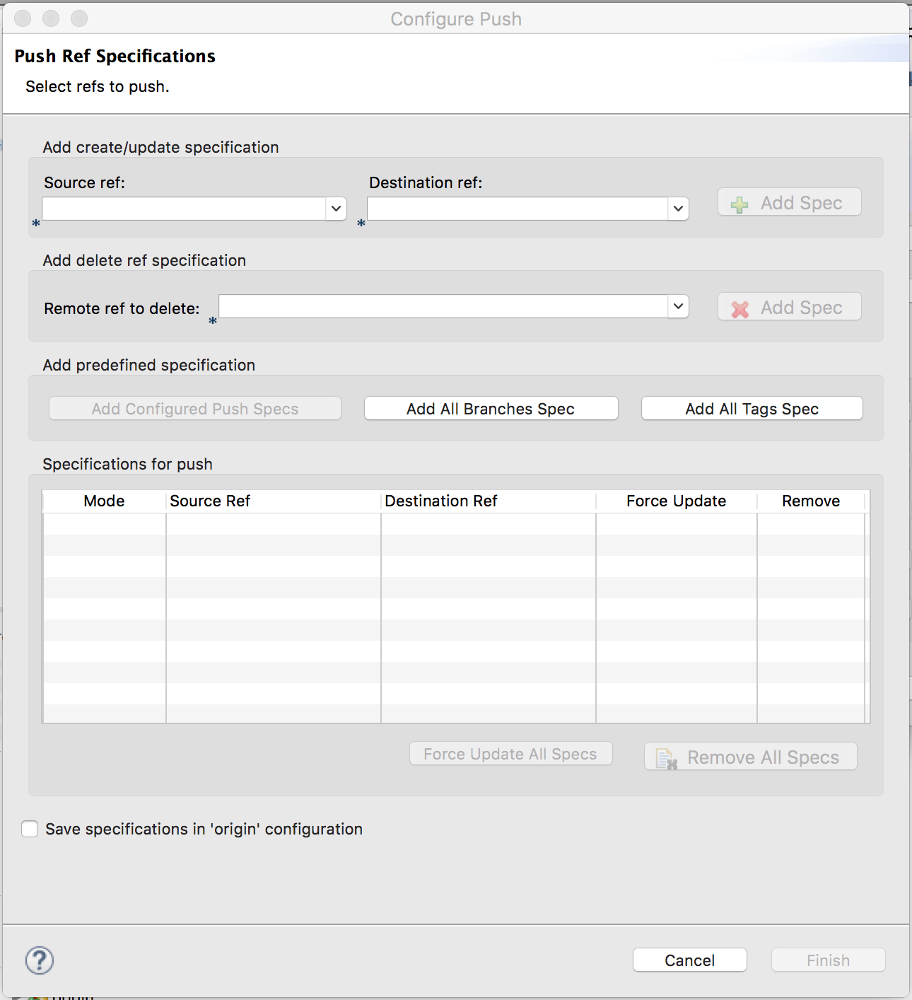 Configure Push
Push Ref Specifications
Select refs to push.
Add create/update specification
Source ref: Destination ref:
* * Add Spec
Add delete ref specification
Remote ref to delete: * Add Spec
Add predefined specification
Add Configured Push Specs Add All Branches Spec Add All Tags Spec
Specifications for push
Mode Source Ref Destination Ref Force Update Remove
Force Update All Specs Remove All Specs
Save specifications in 'origin' configuration
? Cancel Finish